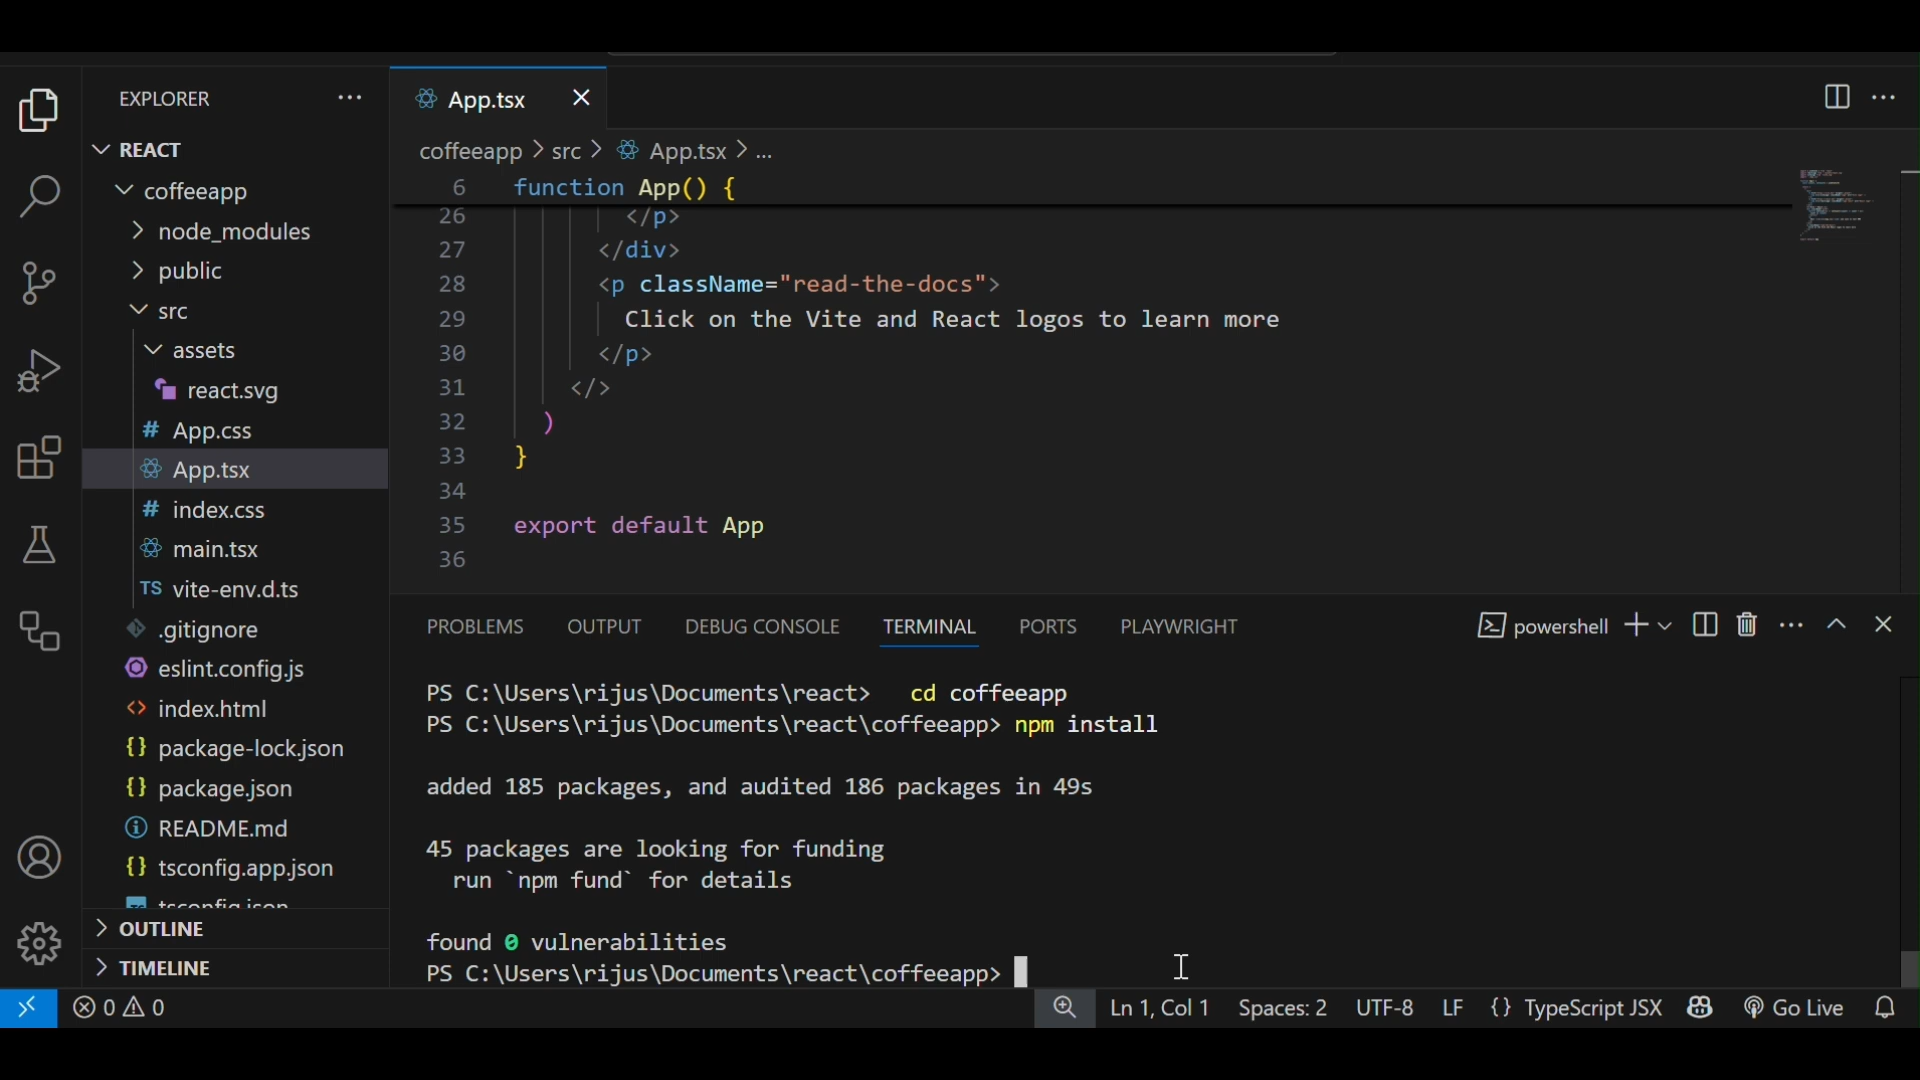 EXPLORER
App.tsx
REACT
coffeeapp
node_modules
public
src
assets
react.svg
App.css
App.tsx
index.css
main.tsx
TS vite-env.d.ts
.gitignore
eslint.config.js
index.html
{} package-lock.json
{} package.json
README.md
{} tsconfig.app.json
tsconfig.json
OUTLINE
TIMELINE
coffeeapp > src > App.tsx > ...
6 function App() {
26 </p>
27 </div>
28 <p className="read-the-docs">
29 Click on the Vite and React logos to learn more
30 </p>
31 </>
32 )
33 }
34
35 export default App
36
PROBLEMS OUTPUT DEBUG CONSOLE TERMINAL PORTS PLAYWRIGHT powershell
PS C:\Users\rijus\Documents\react> cd coffeeapp
PS C:\Users\rijus\Documents\react\coffeeapp> npm install
added 185 packages, and audited 186 packages in 49s
45 packages are looking for funding
run `npm fund` for details
found 0 vulnerabilities
PS C:\Users\rijus\Documents\react\coffeeapp>
0 0 Ln 1, Col 1 Spaces: 2 UTF-8 LF {} TypeScript JSX Go Live